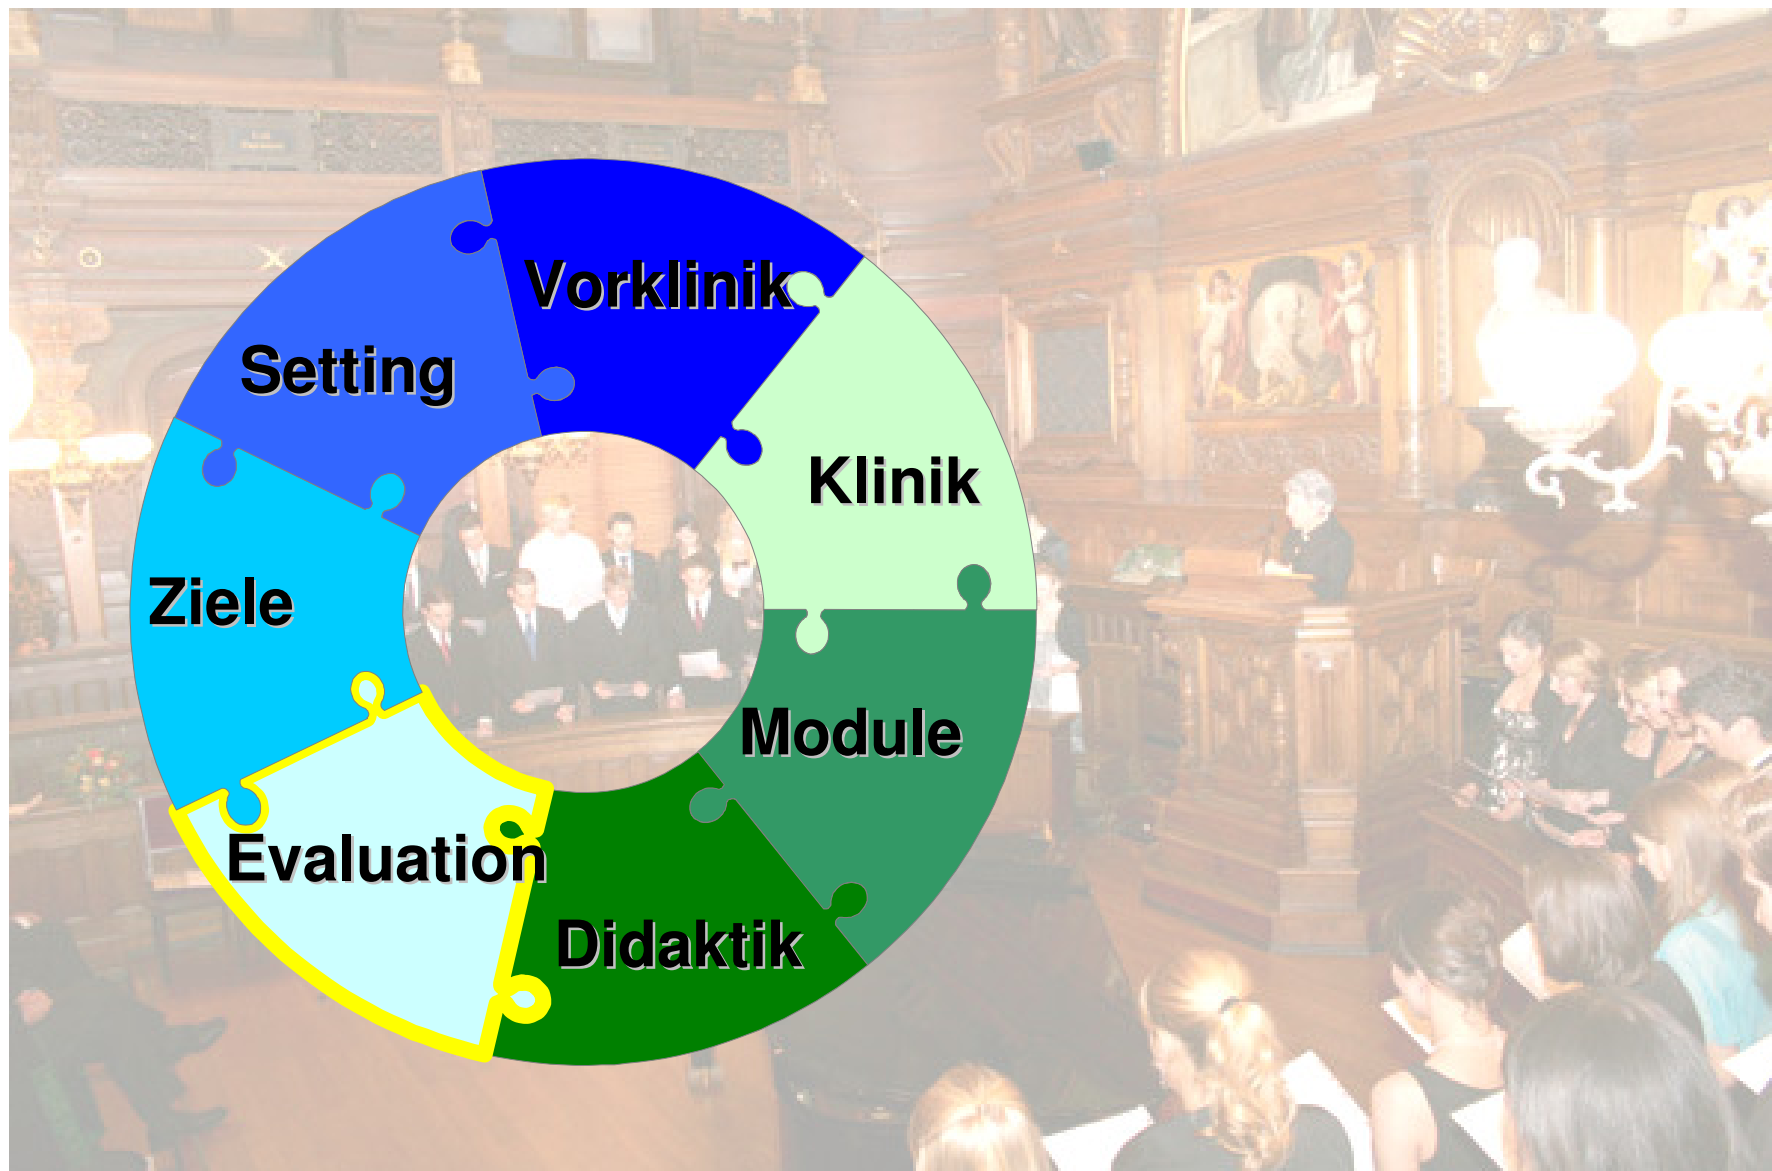 Vorklinik
Setting
Klinik
Ziele
Module
Evaluation
Didaktik